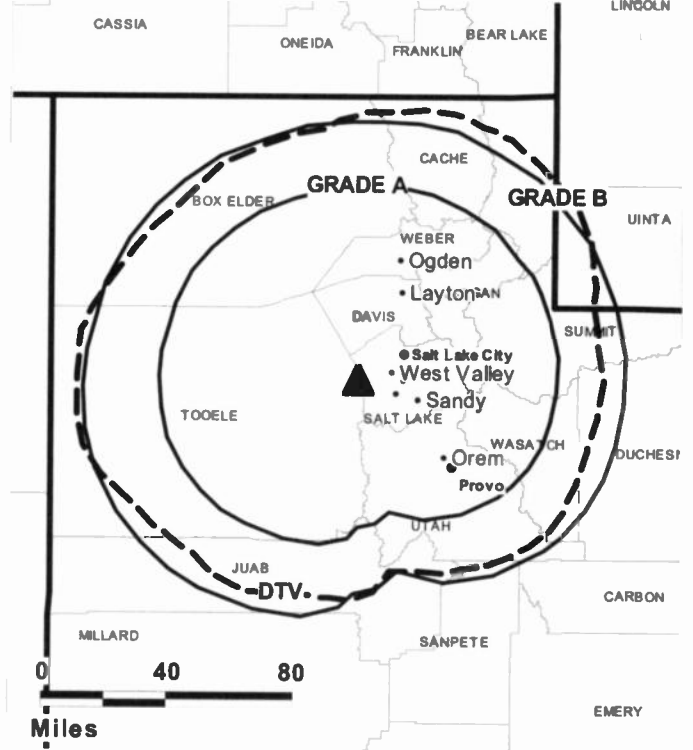 LINCOLN
CASSIA
ONEIDA
FRANKLIN
BEAR LAKE
CACHE
GRADE A
GRADE B
BOX ELDER
UINTA
WEBER
Ogden
Layton
DAVIS
SUMMIT
Salt Lake City
West Valley
Sandy
TOOELE
SALT LAKE
WASATCH
Orem
DUCHESN
Provo
UTAH
JUAB
DTV
CARBON
MILLARD
SANPETE
0 40 80
EMERY
Miles